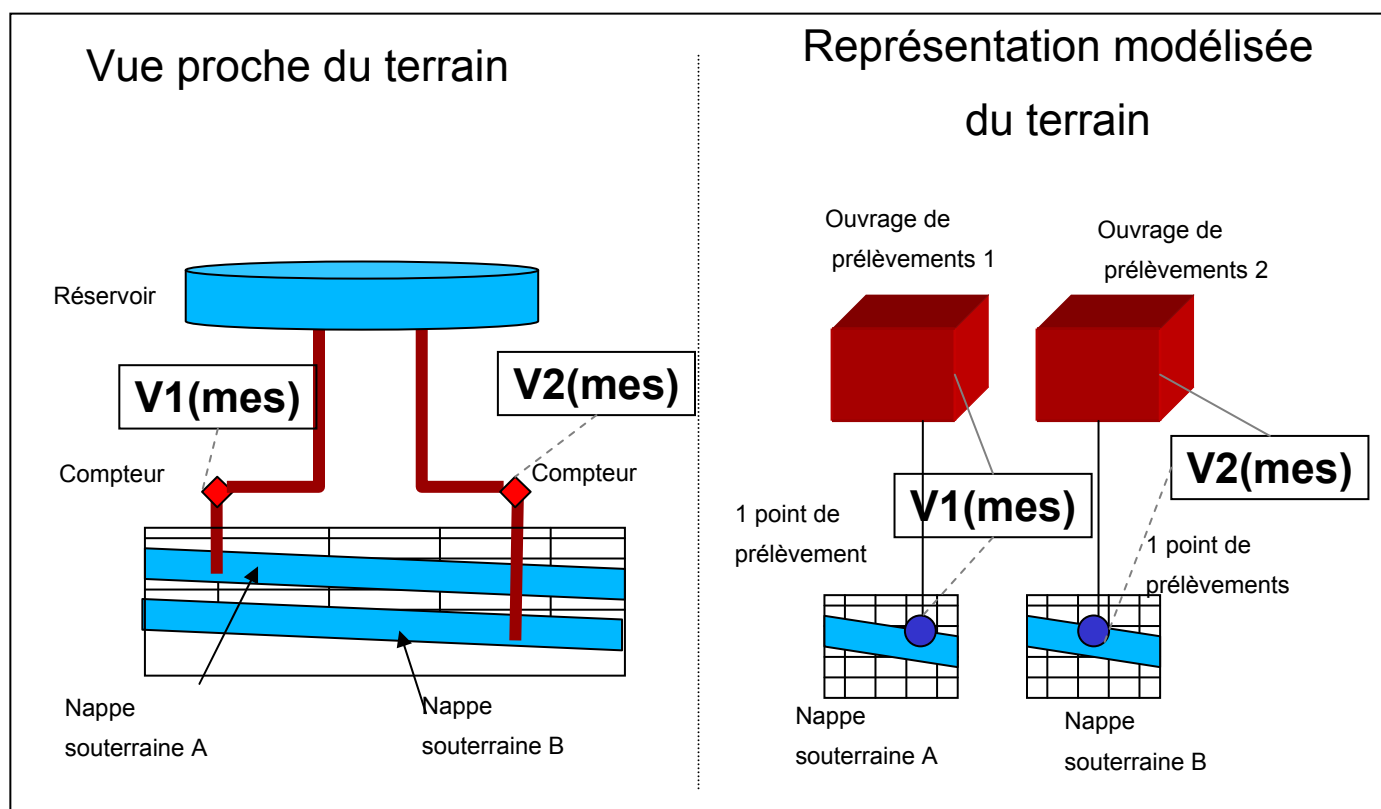 Vue proche du terrain
Réservoir
V1(mes)
V2(mes)
Compteur
Compteur
Nappe
souterraine A
Nappe
souterraine B
Représentation modélisée
du terrain
Ouvrage de
prélèvements 1
Ouvrage de
prélèvements 2
V1(mes)
V2(mes)
1 point de
prélèvement
1 point de
prélèvements
Nappe
souterraine A
Nappe
souterraine B